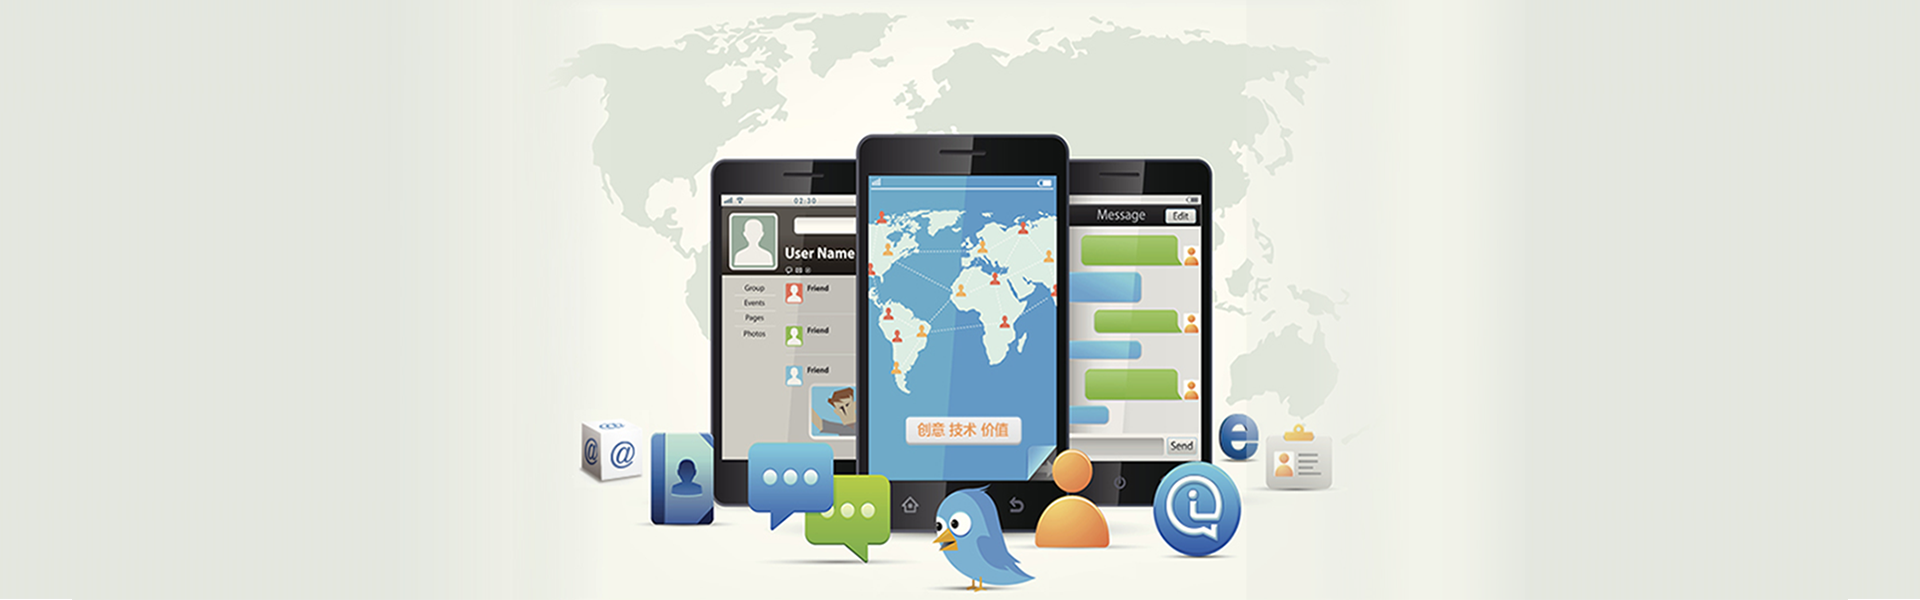 02:30
User Name
Group
Events
Pages
Photos
Friend
Friend
Friend
创意 技术 价值
Message
Edit
Send
@
@
@
e